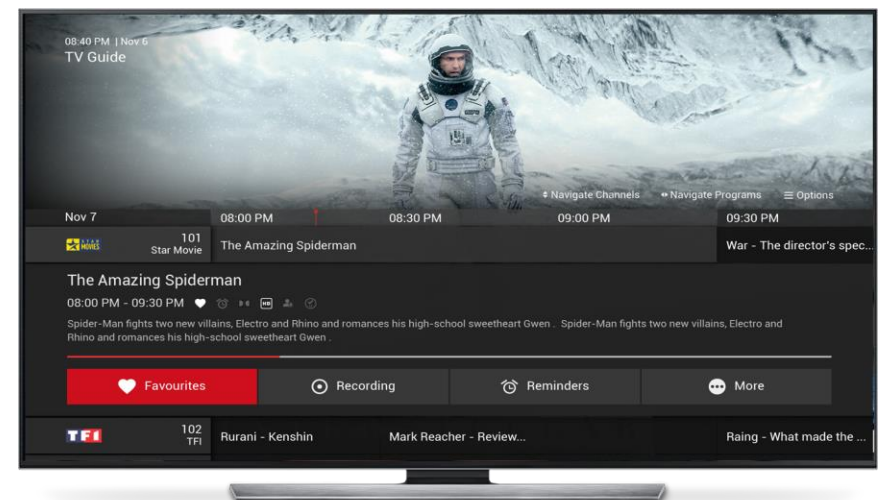 08:40 PM | Nov 6
TV Guide
Navigate Channels Navigate Programs Options
Nov 7 08:00 PM 08:30 PM 09:00 PM 09:30 PM
STAR MOVIES 101 Star Movie The Amazing Spiderman War - The director's spec...
The Amazing Spiderman
08:00 PM - 09:30 PM HD
Spider-Man fights two new villains, Electro and Rhino and romances his high-school sweetheart Gwen . Spider-Man fights two new villains, Electro and
Rhino and romances his high-school sweetheart Gwen .
Favourites Recording Reminders More
TF1 102 TFI Rurani - Kenshin Mark Reacher - Review... Raing - What made the ...